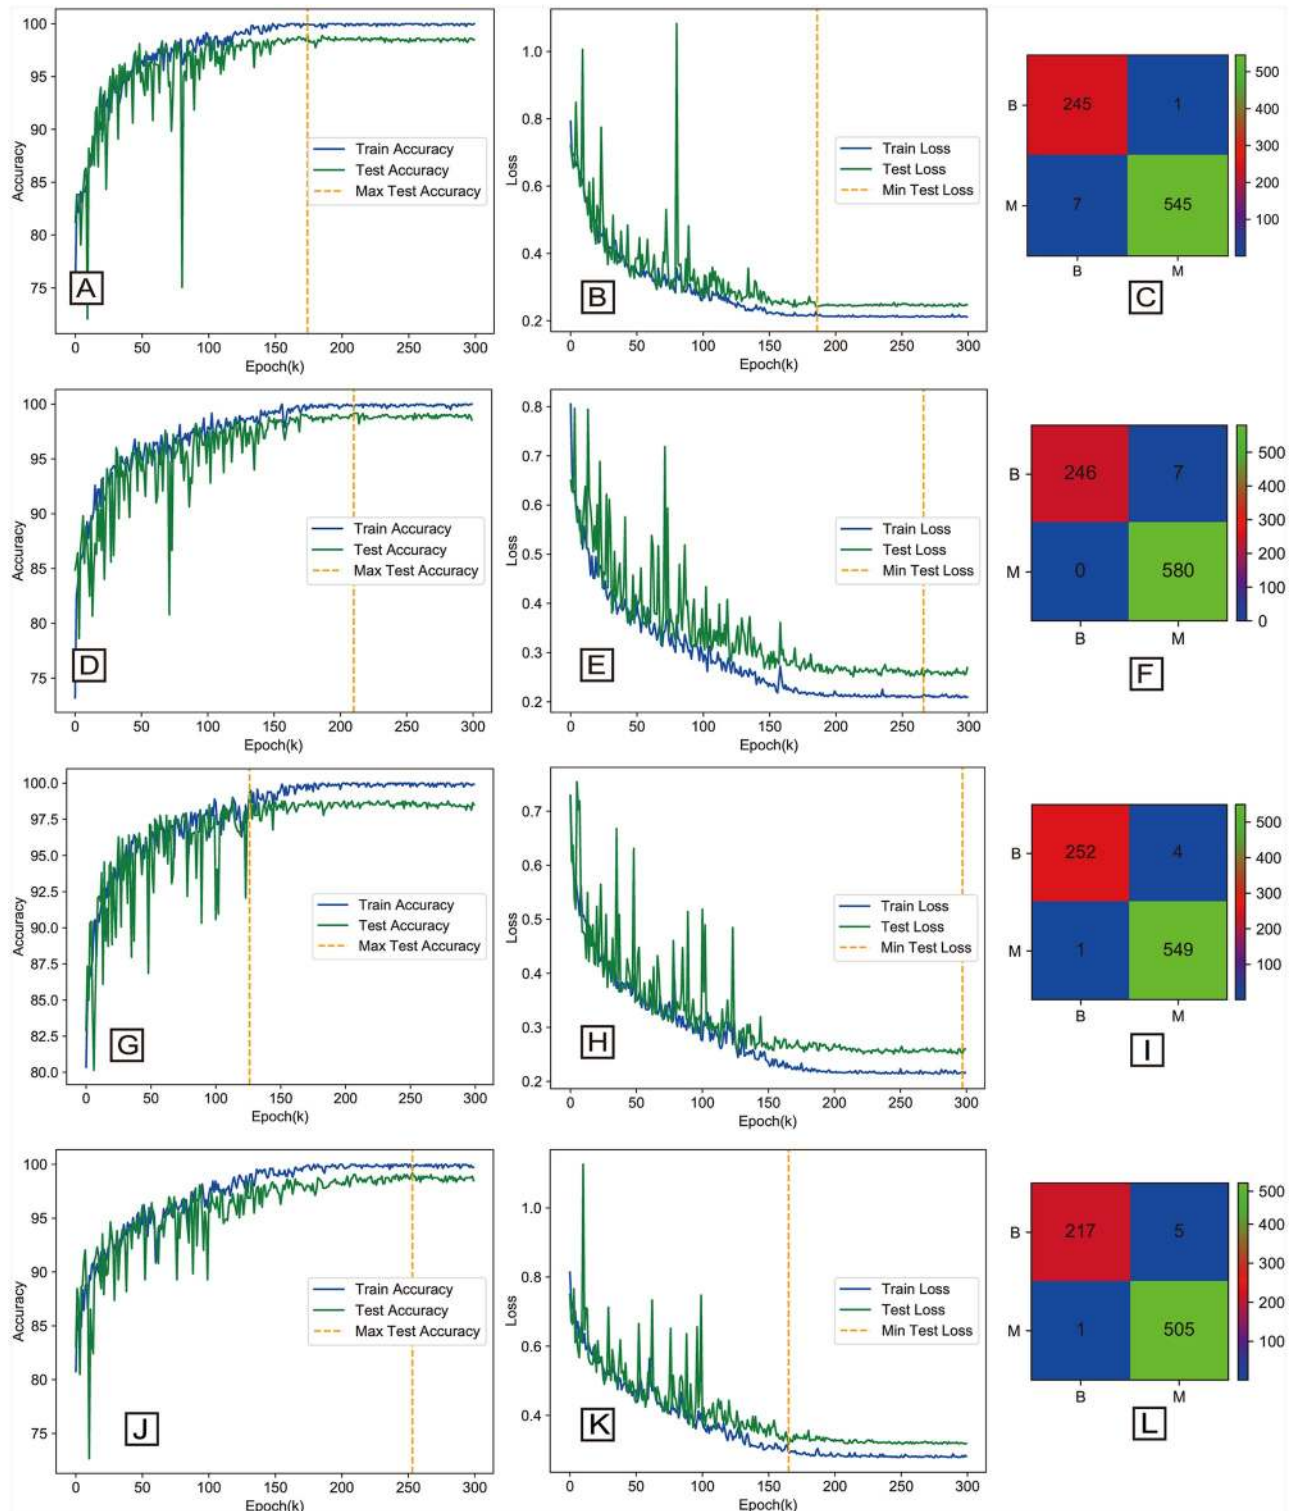 100
95
90
85
80
75
Accuracy
Train Accuracy
Test Accuracy
Max Test Accuracy
A
0 50 100 150 200 250 300
Epoch(k)
1.0
0.8
0.6
0.4
0.2
Loss
Train Loss
Test Loss
Min Test Loss
B
0 50 100 150 200 250 300
Epoch(k)
B 245 1
M 7 545
B M
500
400
300
200
100
C
100
95
90
85
80
75
Accuracy
Train Accuracy
Test Accuracy
Max Test Accuracy
D
0 50 100 150 200 250 300
Epoch(k)
0.8
0.7
0.6
0.5
0.4
0.3
0.2
Loss
Train Loss
Test Loss
Min Test Loss
E
0 50 100 150 200 250 300
Epoch(k)
B 246 7
M 0 580
B M
500
400
300
200
100
0
F
100.0
97.5
95.0
92.5
90.0
87.5
85.0
82.5
80.0
Accuracy
Train Accuracy
Test Accuracy
Max Test Accuracy
G
0 50 100 150 200 250 300
Epoch(k)
0.7
0.6
0.5
0.4
0.3
0.2
Loss
Train Loss
Test Loss
Min Test Loss
H
0 50 100 150 200 250 300
Epoch(k)
B 252 4
M 1 549
B M
500
400
300
200
100
I
100
95
90
85
80
75
Accuracy
Train Accuracy
Test Accuracy
Max Test Accuracy
J
0 50 100 150 200 250 300
Epoch(k)
1.0
0.8
0.6
0.4
Loss
Train Loss
Test Loss
Min Test Loss
K
0 50 100 150 200 250 300
Epoch(k)
B 217 5
M 1 505
B M
500
400
300
200
100
L